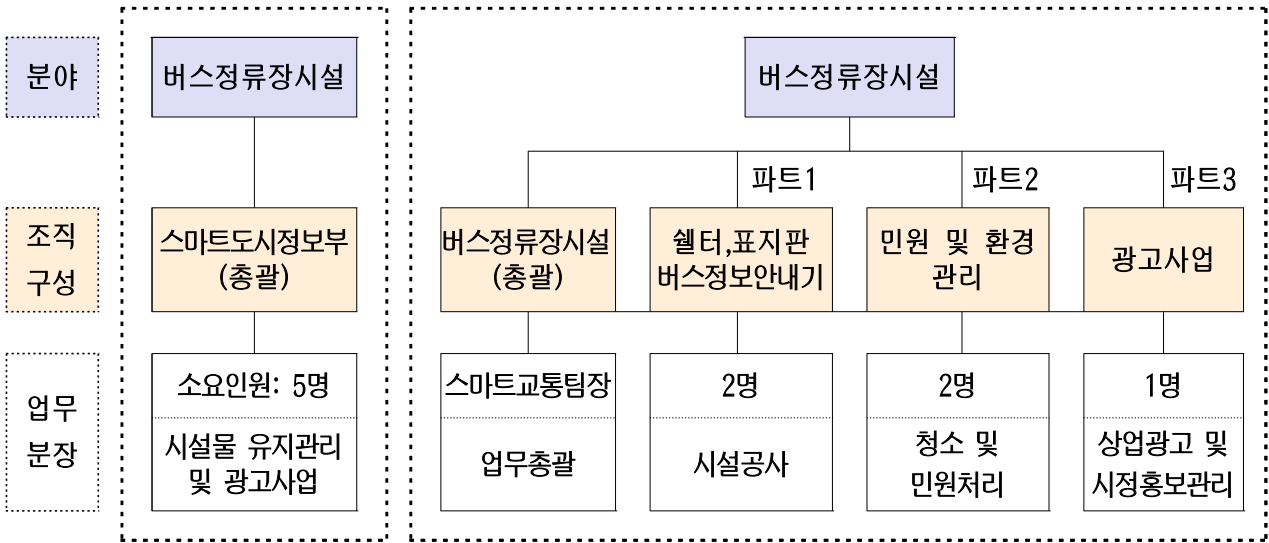 분야
버스정류장시설
버스정류장시설
파트1
파트2
파트3
조직
구성
스마트도시정보부
(총괄)
버스정류장시설
(총괄)
쉘터,표지판
버스정보안내기
민원 및 환경
관리
광고사업
업무
분장
소요인원: 5명
시설물 유지관리
및 광고사업
스마트교통팀장
업무총괄
2명
시설공사
2명
청소 및
민원처리
1명
상업광고 및
시정홍보관리